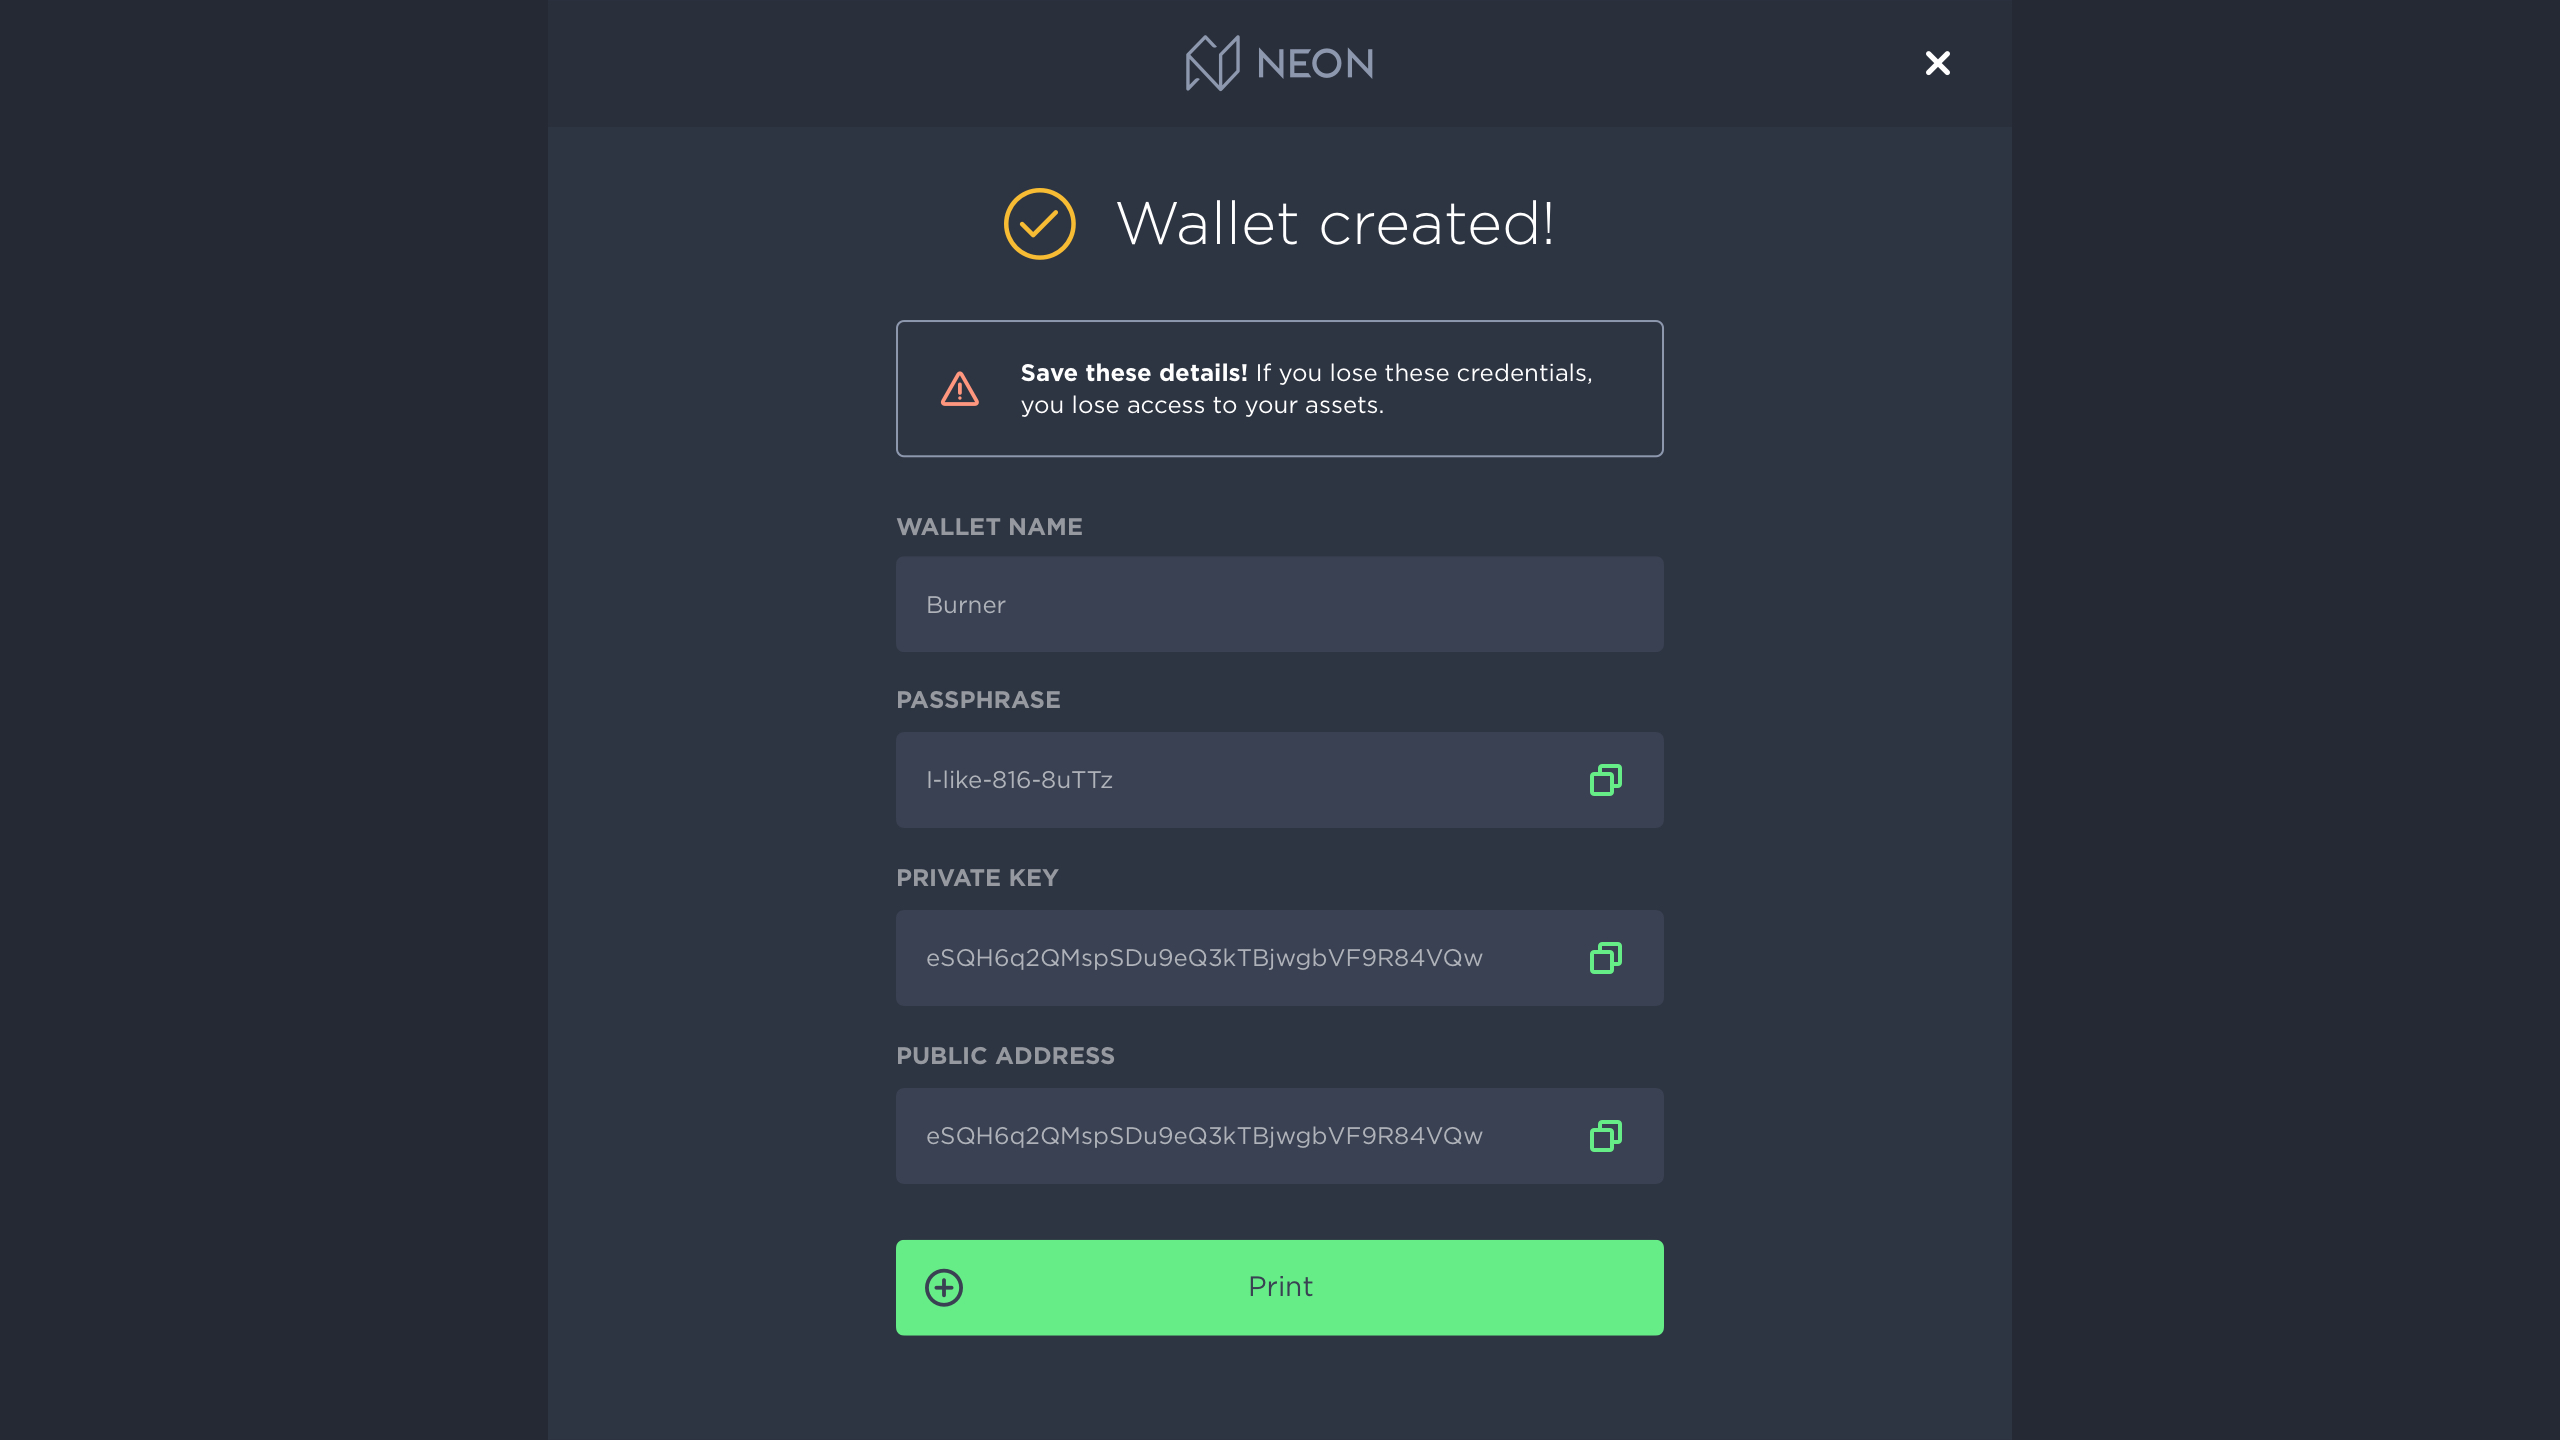 NEON
Wallet created!
Save these details! If you lose these credentials,
you lose access to your assets.
WALLET NAME
Burner
PASSPHRASE
I-like-816-8uTTz
PRIVATE KEY
eSQH6q2QMspSDu9eQ3kTBjwgbVF9R84VQw
PUBLIC ADDRESS
eSQH6q2QMspSDu9eQ3kTBjwgbVF9R84VQw
Print